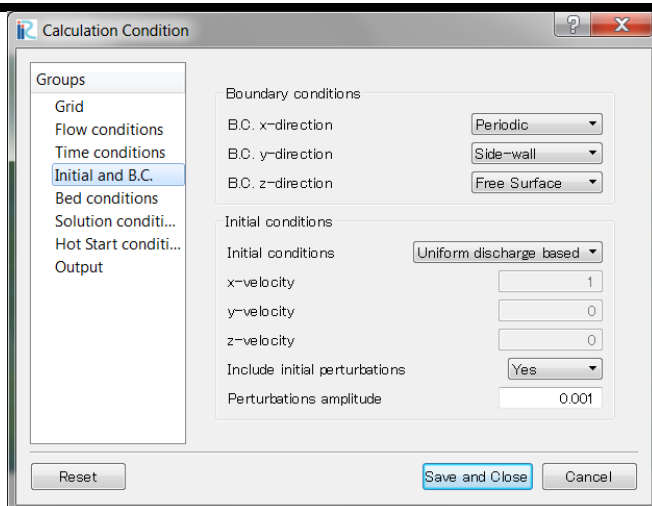 iR Calculation Condition
Groups
Grid
Flow conditions
Time conditions
Initial and B.C.
Bed conditions
Solution conditi...
Hot Start conditi...
Output
Boundary conditions
B.C. x-direction Periodic
B.C. y-direction Side-wall
B.C. z-direction Free Surface
Initial conditions
Initial conditions Uniform discharge based
x-velocity 1
y-velocity 0
z-velocity 0
Include initial perturbations Yes
Perturbations amplitude 0.001
Reset Save and Close Cancel